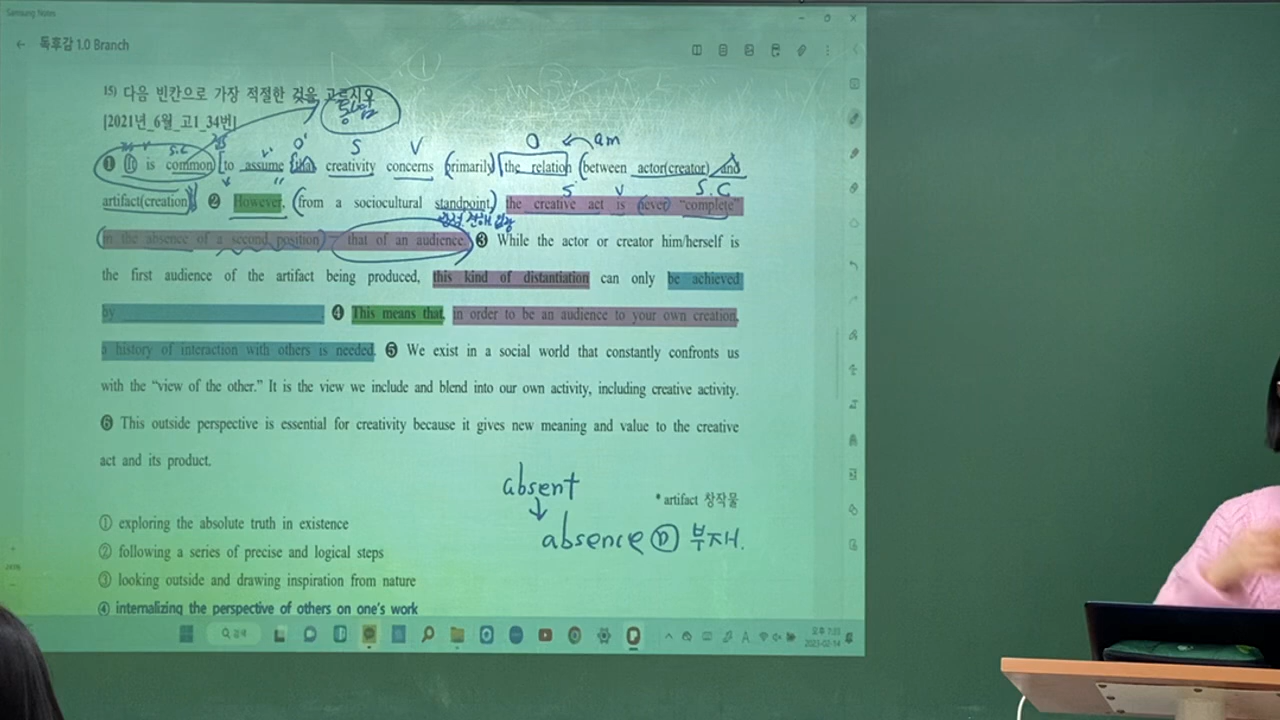 Samsung Notes
← 독후감 1.0 Branch
15) 다음 빈칸으로 가장 적절한 것을 고르시오
통념
[2021년_6월_고1_34번]
S V O am
❶ It is common to assume that creativity concerns primarily the relation between actor(creator) and
S V S.C
artifact(creation). ❷ However, from a sociocultural standpoint, the creative act is never “complete”
in the absence of a second position – that of an audience. ❸ While the actor or creator him/herself is
the first audience of the artifact being produced, this kind of distantiation can only be achieved
by ____________________. ❹ This means that, in order to be an audience to your own creation,
a history of interaction with others is needed. ❺ We exist in a social world that constantly confronts us
with the “view of the other.” It is the view we include and blend into our own activity, including creative activity.
❻ This outside perspective is essential for creativity because it gives new meaning and value to the creative
act and its product.
absent
* artifact 창작물
↓
absence ⓝ 부재.
① exploring the absolute truth in existence
② following a series of precise and logical steps
③ looking outside and drawing inspiration from nature
④ internalizing the perspective of others on one's work
검색
2023-02-14